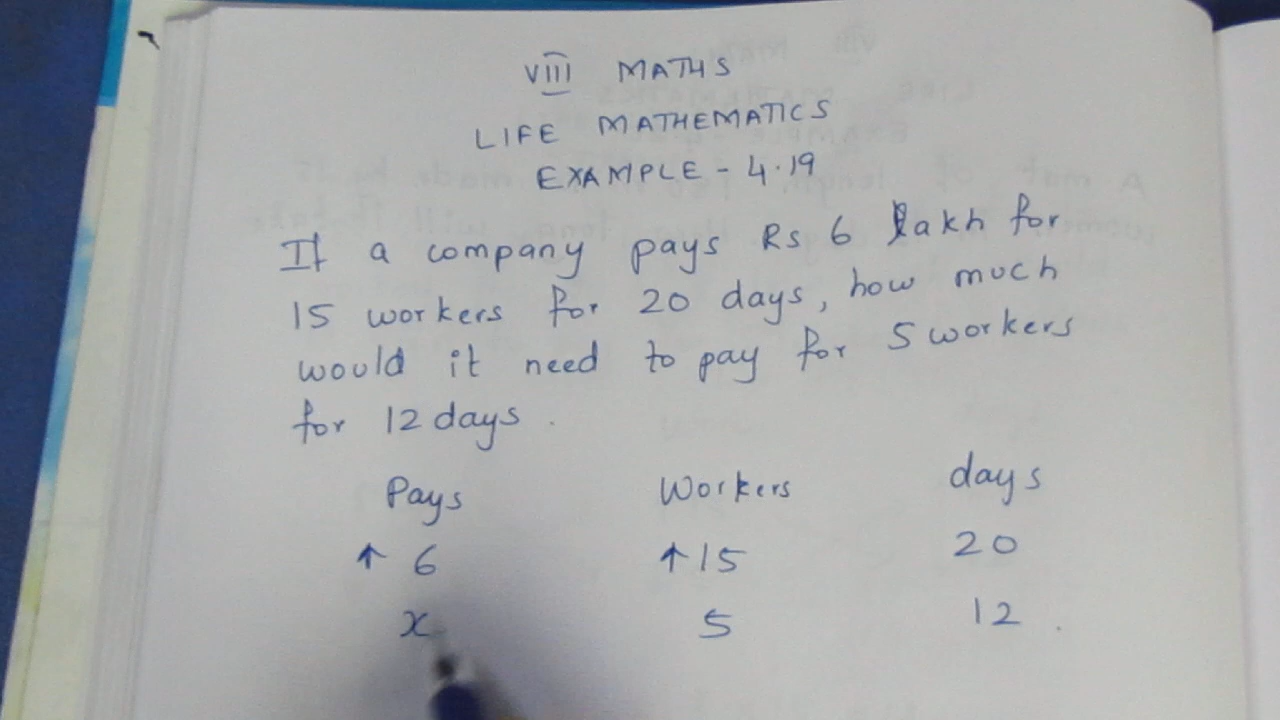 VIII MATHS
LIFE MATHEMATICS
EXAMPLE - 4.19
If a company pays Rs 6 lakh for
15 workers for 20 days, how much
would it need to pay for 5 workers
for 12 days.
Pays Workers days
↑ 6 ↑ 15 20
x 5 12.